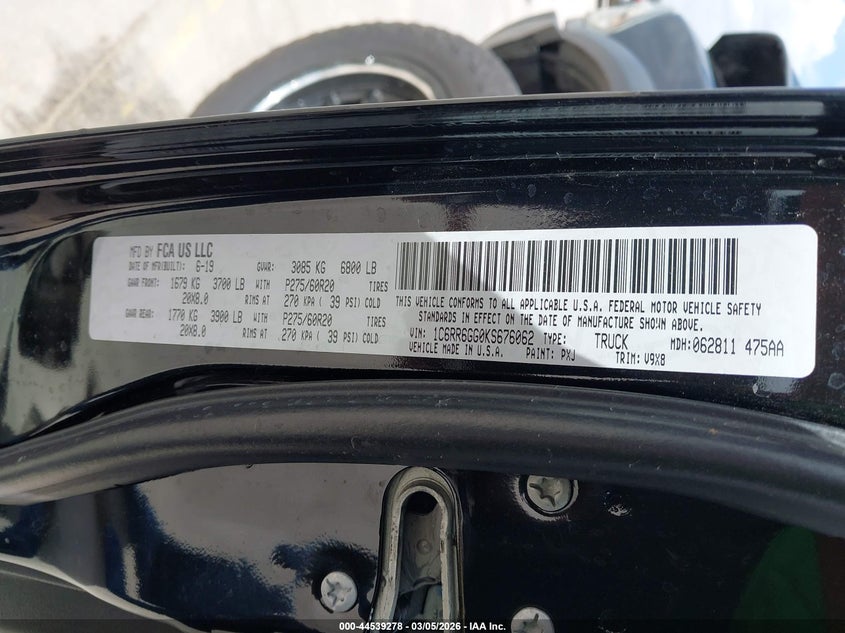 MFD BY FCA US LLC
DATE OF MFR(BUILT): 6-19 GVWR: 3085 KG 6800 LB
GAWR FRONT: 1679 KG 3700 LB WITH P275/60R20 TIRES
20X8.0 RIMS AT 270 KPA ( 39 PSI) COLD
GAWR REAR: 1770 KG 3900 LB WITH P275/60R20 TIRES
20X8.0 RIMS AT 270 KPA ( 39 PSI) COLD
THIS VEHICLE CONFORMS TO ALL APPLICABLE U.S.A. FEDERAL MOTOR VEHICLE SAFETY
STANDARDS IN EFFECT ON THE DATE OF MANUFACTURE SHOWN ABOVE.
VIN: 1C6RR6GG0KS676062 TYPE: TRUCK MDH: 062811 475AA
VEHICLE MADE IN U.S.A. PAINT: PXJ TRIM: V9X8
000-44539278 - 03/05/2026 - IAA Inc.